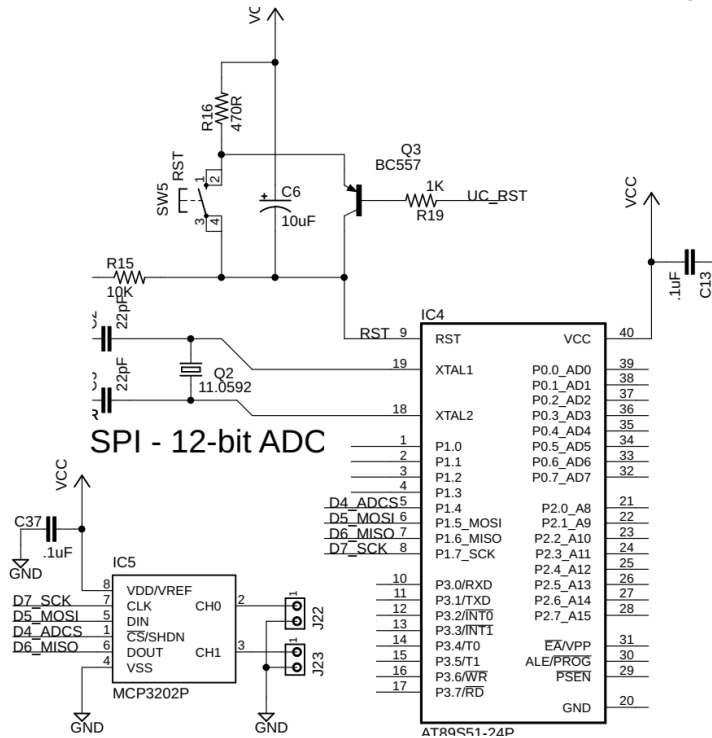 VCC
R16
470R
SW5
RST
1
2
3
4
+
C6
10uF
Q3
BC557
1K
R19
UC_RST
VCC
.1uF
C13
R15
10K
22pF
22pF
Q2
11.0592
RST
IC4
9 RST VCC 40
19 XTAL1 P0.0_AD0 39
P0.1_AD1 38
P0.2_AD2 37
18 XTAL2 P0.3_AD3 36
P0.4_AD4 35
1 P1.0 P0.5_AD5 34
2 P1.1 P0.6_AD6 33
3 P1.2 P0.7_AD7 32
4 P1.3
D4_ADCS 5 P1.4 P2.0_A8 21
D5_MOSI 6 P1.5_MOSI P2.1_A9 22
D6_MISO 7 P1.6_MISO P2.2_A10 23
D7_SCK 8 P1.7_SCK P2.3_A11 24
P2.4_A12 25
10 P3.0/RXD P2.5_A13 26
11 P3.1/TXD P2.6_A14 27
12 P3.2/INT0 P2.7_A15 28
13 P3.3/INT1
14 P3.4/T0 EA/VPP 31
15 P3.5/T1 ALE/PROG 30
16 P3.6/WR PSEN 29
17 P3.7/RD
GND 20
AT89S51-24P
SPI - 12-bit ADC
VCC
C37
.1uF
GND
IC5
8 VDD/VREF
D7_SCK 7 CLK CH0 2
D5_MOSI 5 DIN
D4_ADCS 1 CS/SHDN
D6_MISO 6 DOUT CH1 3
4 VSS
MCP3202P
1
J22
1
J23
GND
GND